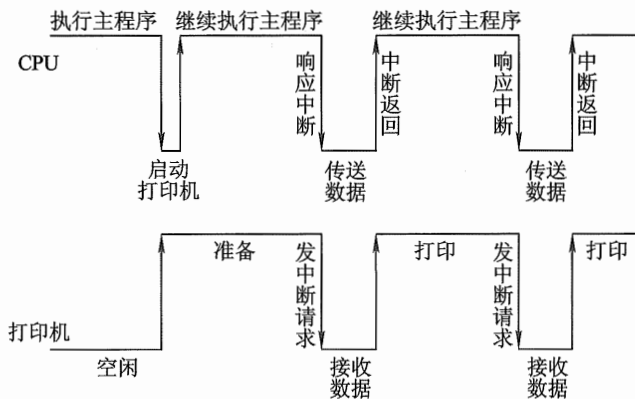 执行主程序
继续执行主程序
继续执行主程序
CPU
响应中断
中断返回
响应中断
中断返回
启动
打印机
传送
数据
传送
数据
准备
发中断请求
打印
发中断请求
打印
打印机
空闲
接收
数据
接收
数据